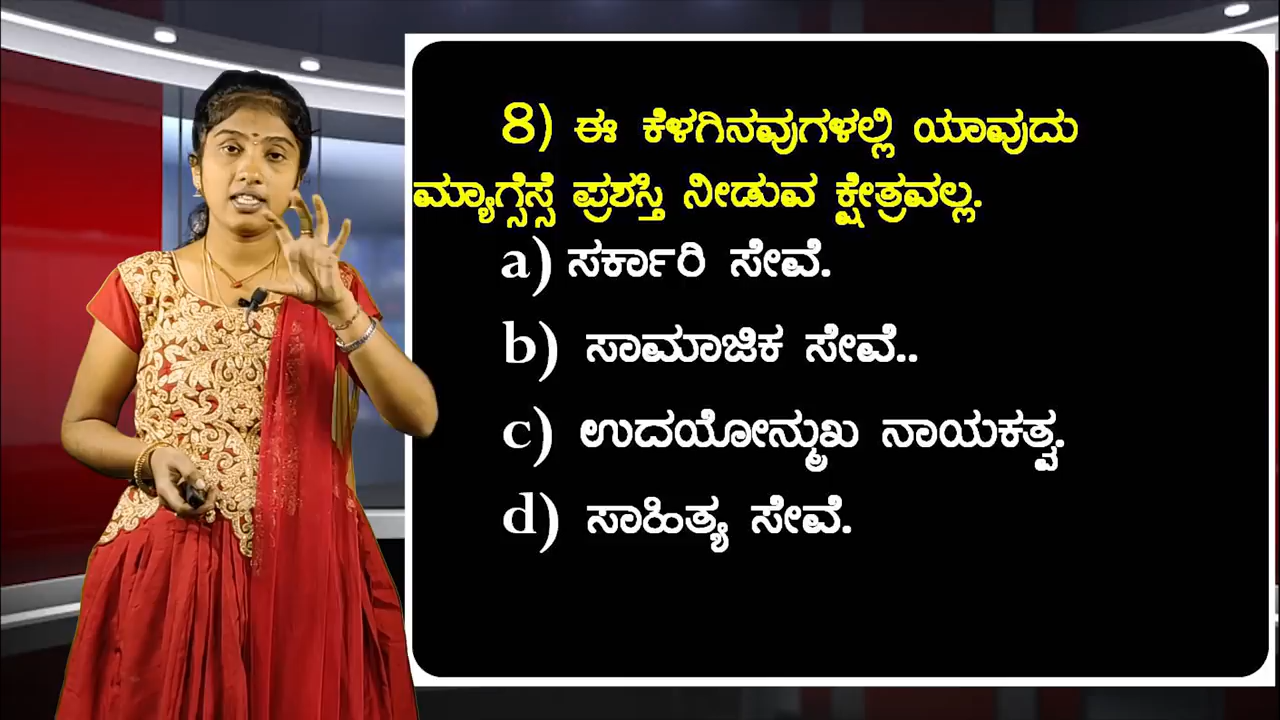 8) ಈ ಕೆಳಗಿನವುಗಳಲ್ಲಿ ಯಾವುದು
ಮ್ಯಾಗ್ಸೆಸ್ಸೆ ಪ್ರಶಸ್ತಿ ನೀಡುವ ಕ್ಷೇತ್ರವಲ್ಲ.
a) ಸರ್ಕಾರಿ ಸೇವೆ.
b) ಸಾಮಾಜಿಕ ಸೇವೆ..
c) ಉದಯೋನ್ಮುಖ ನಾಯಕತ್ವ.
d) ಸಾಹಿತ್ಯ ಸೇವೆ.